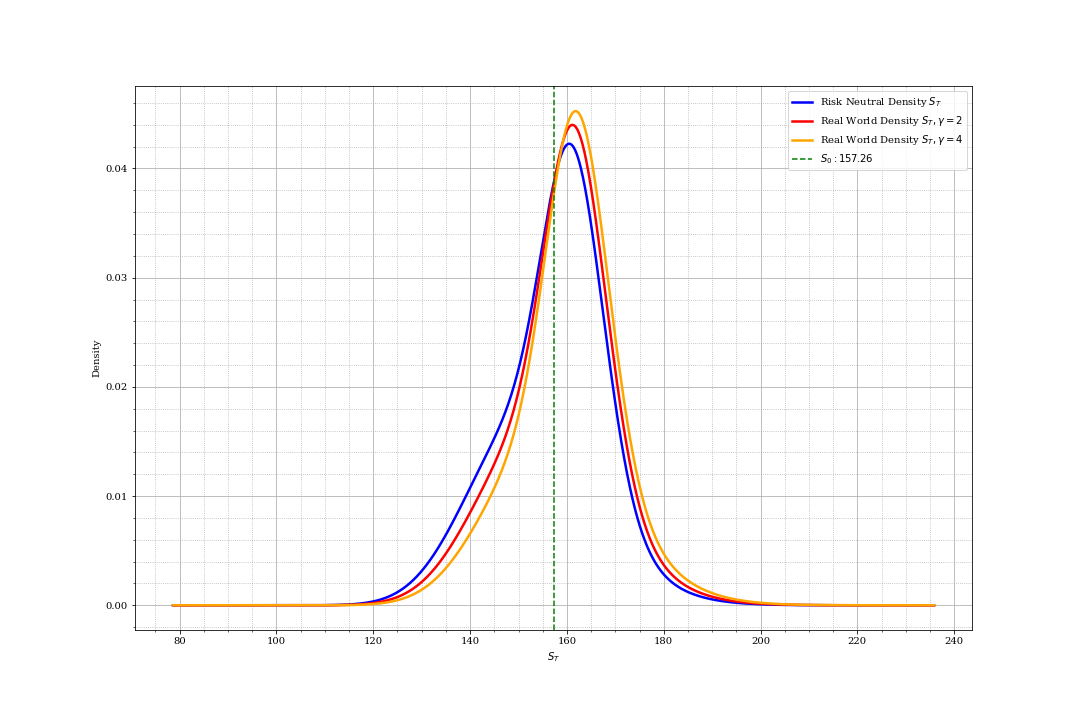 Risk Neutral Density $S_T$
Real World Density $S_T, γ = 2$
Real World Density $S_T, γ = 4$
$S_0 : 157.26$
0.04
0.03
0.02
0.01
0.00
Density
80 100 120 140 160 180 200 220 240
$S_T$